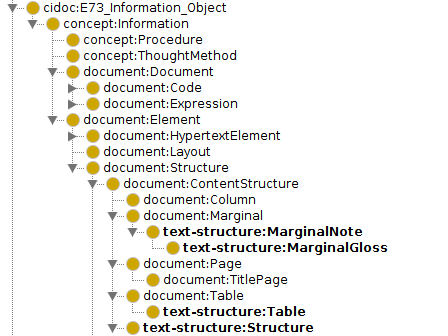 cidoc:E73_Information_Object
concept:Information
concept:Procedure
concept:ThoughtMethod
document:Document
document:Code
document:Expression
document:Element
document:HypertextElement
document:Layout
document:Structure
document:ContentStructure
document:Column
document:Marginal
text-structure:MarginalNote
text-structure:MarginalGloss
document:Page
document:TitlePage
document:Table
text-structure:Table
text-structure:Structure